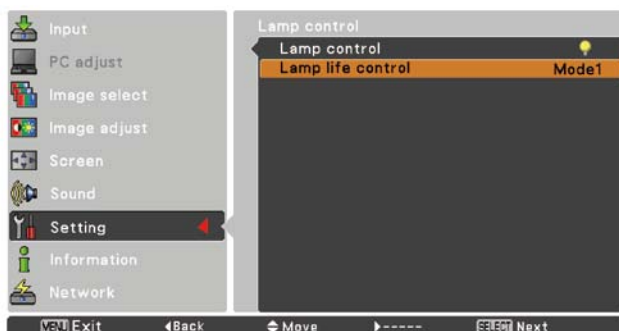 Input
PC adjust
Image select
Image adjust
Screen
Sound
Setting
Information
Network
Lamp control
Lamp control
Lamp life control Mode1
MENU Exit Back Move ----- SELECT Next